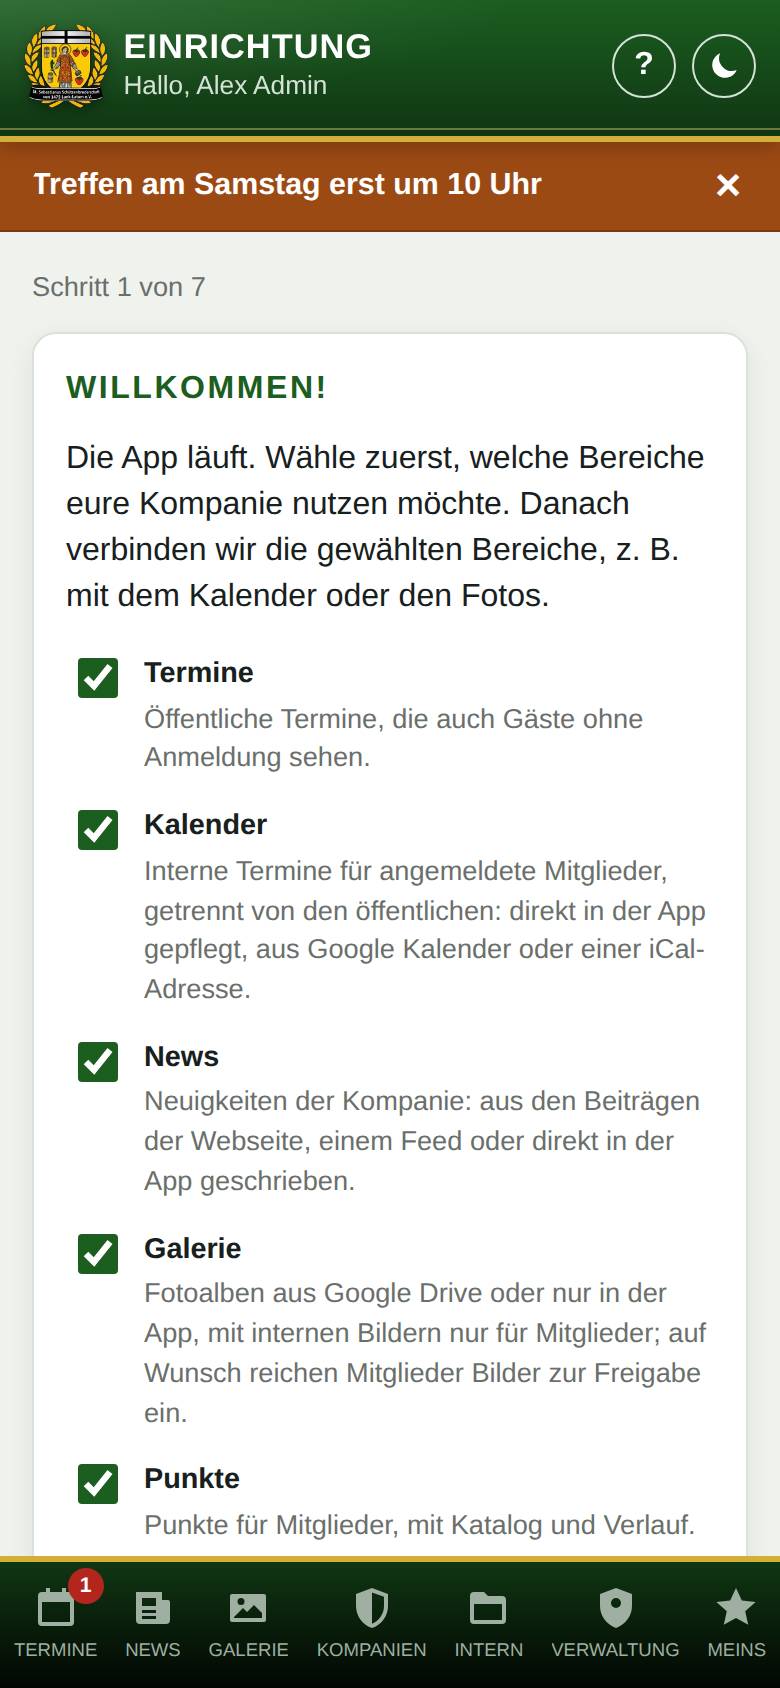 EINRICHTUNG
Hallo, Alex Admin
?
Treffen am Samstag erst um 10 Uhr
×
Schritt 1 von 7
WILLKOMMEN!
Die App läuft. Wähle zuerst, welche Bereiche
eure Kompanie nutzen möchte. Danach
verbinden wir die gewählten Bereiche, z. B.
mit dem Kalender oder den Fotos.
Termine
Öffentliche Termine, die auch Gäste ohne
Anmeldung sehen.
Kalender
Interne Termine für angemeldete Mitglieder,
getrennt von den öffentlichen: direkt in der App
gepflegt, aus Google Kalender oder einer iCal-
Adresse.
News
Neuigkeiten der Kompanie: aus den Beiträgen
der Webseite, einem Feed oder direkt in der
App geschrieben.
Galerie
Fotoalben aus Google Drive oder nur in der
App, mit internen Bildern nur für Mitglieder; auf
Wunsch reichen Mitglieder Bilder zur Freigabe
ein.
Punkte
Punkte für Mitglieder, mit Katalog und Verlauf.
1
TERMINE NEWS GALERIE KOMPANIEN INTERN VERWALTUNG MEINS